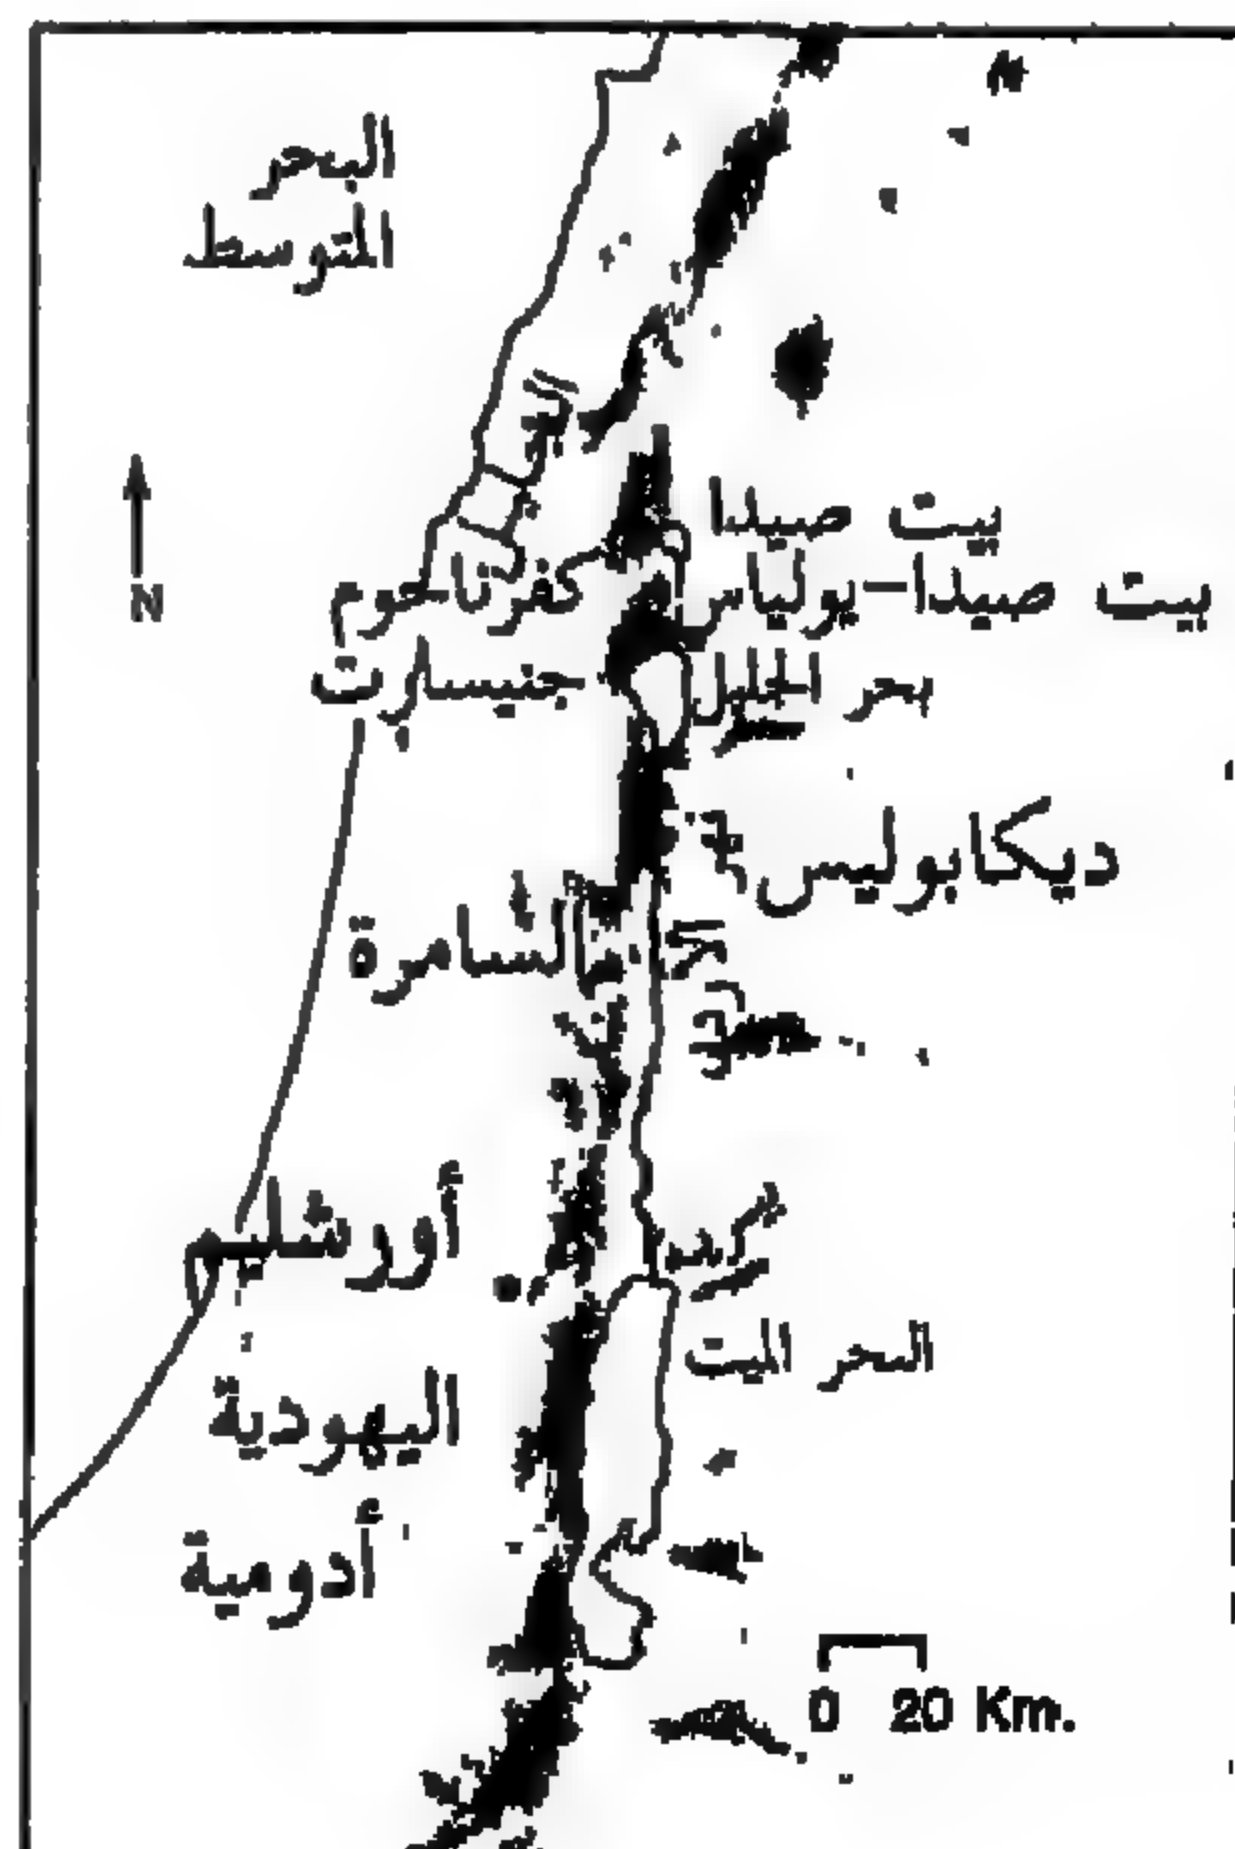 البحر
المتوسط
N
بيت صيدا
كفرناحوم
بيت صيدا-يولياس
جنيسارت
بحر الجليل
ديكابوليس
السامرة
أورشليم
البحر الميت
اليهودية
أدومية
0 20 Km.